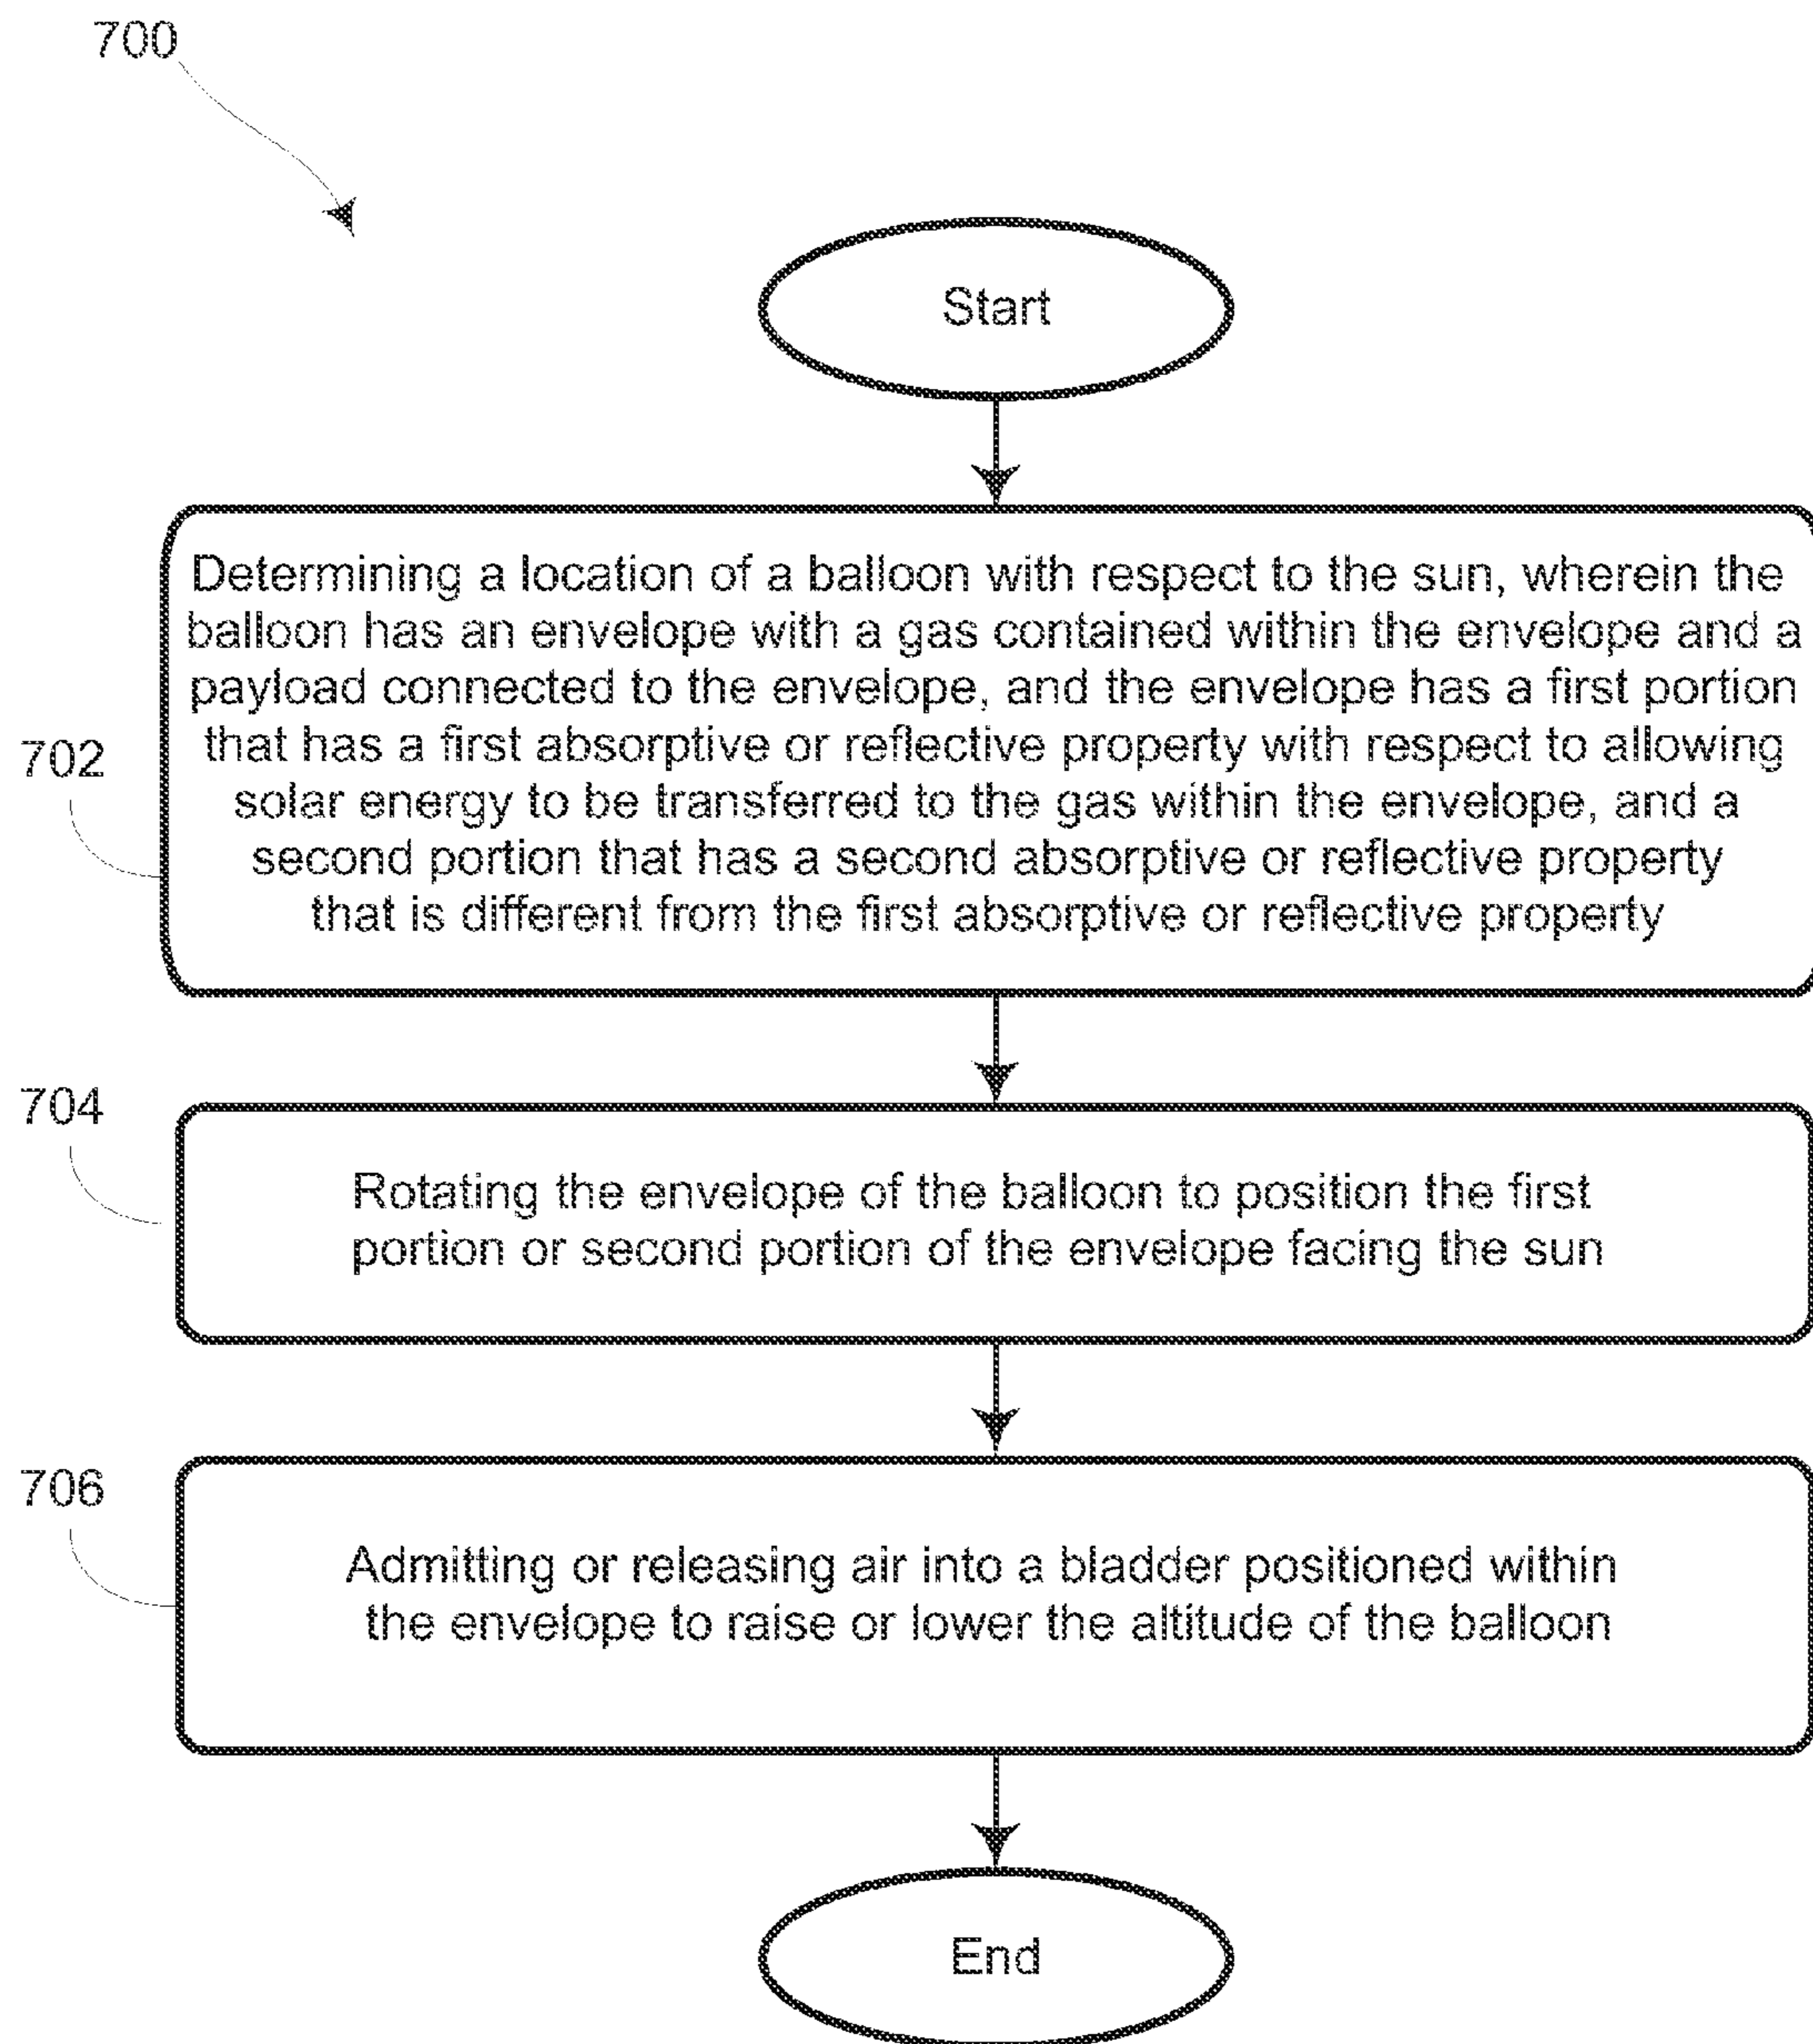 700
Start
702
Determining a location of a balloon with respect to the sun, wherein the
balloon has an envelope with a gas contained within the envelope and a
payload connected to the envelope, and the envelope has a first portion
that has a first absorptive or reflective property with respect to allowing
solar energy to be transferred to the gas within the envelope, and a
second portion that has a second absorptive or reflective property
that is different from the first absorptive or reflective property
704
Rotating the envelope of the balloon to position the first
portion or second portion of the envelope facing the sun
706
Admitting or releasing air into a bladder positioned within
the envelope to raise or lower the altitude of the balloon
End